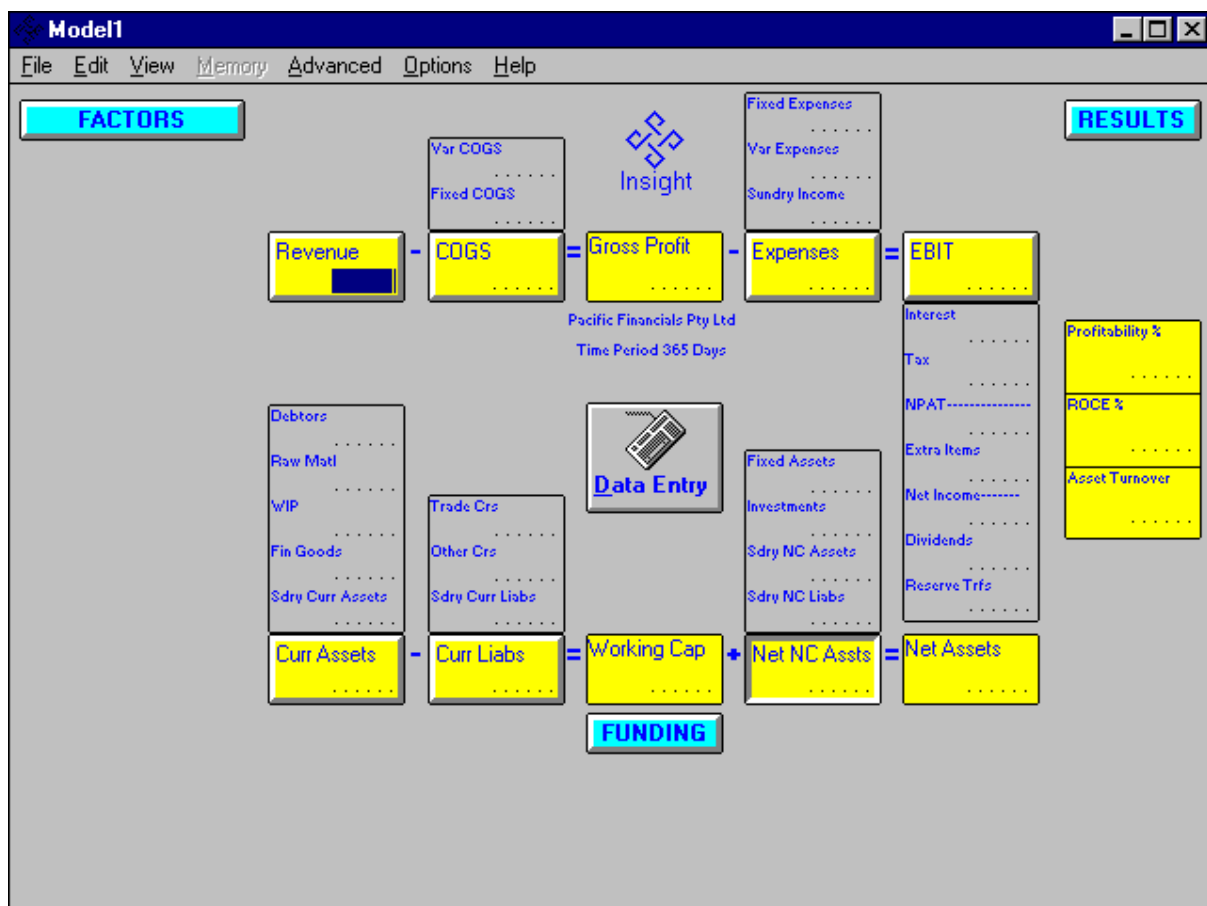 Model1
File Edit View Memory Advanced Options Help
FACTORS
RESULTS
Fixed Expenses
. . . . . .
Var COGS
. . . . . .
Var Expenses
. . . . . .
Insight
Fixed COGS
. . . . . .
Sundry Income
. . . . . .
Revenue - COGS = Gross Profit - Expenses = EBIT
. . . . . . . . . . . . . . . . . . . . . . . .
Pacific Financials Pty Ltd
Time Period 365 Days
Interest
. . . . . .
Tax
. . . . . .
NPAT---------------
. . . . . .
Extra Items
. . . . . .
Net Income-------
. . . . . .
Dividends
. . . . . .
Reserve Trfs
. . . . . .
Profitability %
. . . . . .
ROCE %
. . . . . .
Asset Turnover
. . . . . .
Debtors
. . . . . .
Raw Matl
. . . . . .
WIP
. . . . . .
Fin Goods
. . . . . .
Sdry Curr Assets
. . . . . .
Trade Crs
. . . . . .
Other Crs
. . . . . .
Sdry Curr Liabs
. . . . . .
Data Entry
Fixed Assets
. . . . . .
Investments
. . . . . .
Sdry NC Assets
. . . . . .
Sdry NC Liabs
. . . . . .
Curr Assets - Curr Liabs = Working Cap + Net NC Assts = Net Assets
. . . . . . . . . . . . . . . . . . . . . . . . . . . . . .
FUNDING